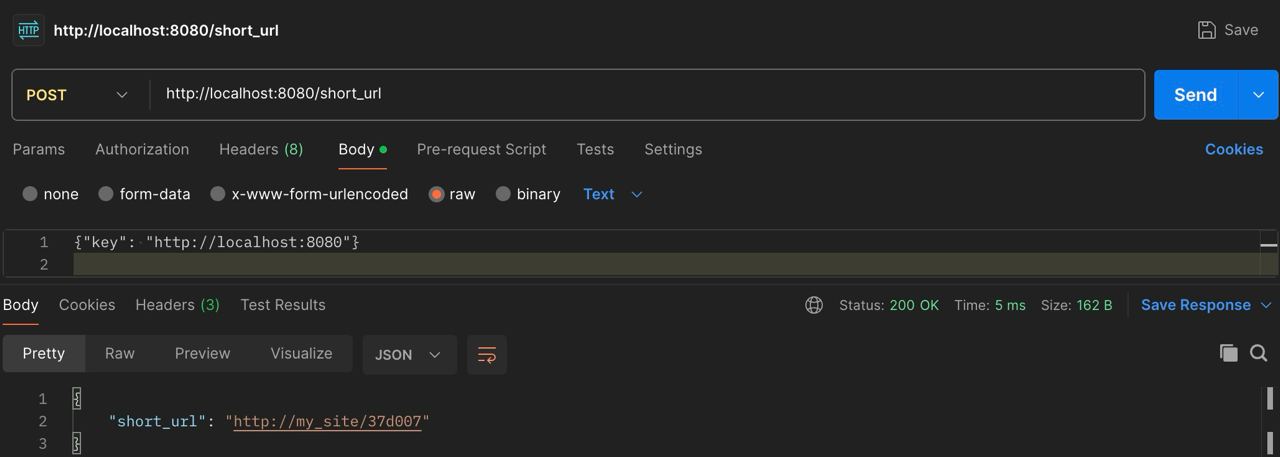 HTTP http://localhost:8080/short_url Save
POST http://localhost:8080/short_url Send
Params Authorization Headers (8) Body Pre-request Script Tests Settings Cookies
none form-data x-www-form-urlencoded raw binary Text
1 {"key": "http://localhost:8080"}
2
Body Cookies Headers (3) Test Results Status: 200 OK Time: 5 ms Size: 162 B Save Response
Pretty Raw Preview Visualize JSON
1 {
2 "short_url": "http://my_site/37d007"
3 }